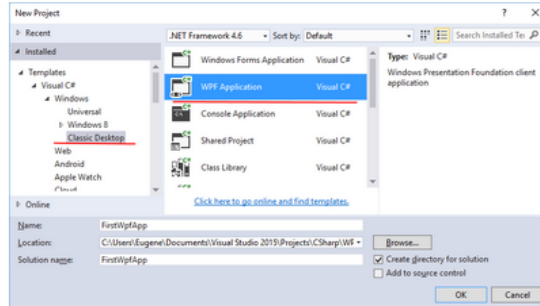 New Project
? ×
Recent
.NET Framework 4.6
Sort by: Default
Search Installed Te
Installed
Templates
Visual C#
Windows
Universal
Windows 8
Classic Desktop
Web
Android
Apple Watch
Cloud
Online
Windows Forms Application Visual C#
WPF Application Visual C#
Console Application Visual C#
Shared Project Visual C#
Class Library Visual C#
Click here to go online and find templates.
Type: Visual C#
Windows Presentation Foundation client
application
Name: FirstWpfApp
Location: C:\Users\Eugene\Documents\Visual Studio 2015\Projects\CSharp\WF
Browse...
Solution name: FirstWpfApp
Create directory for solution
Add to source control
OK Cancel